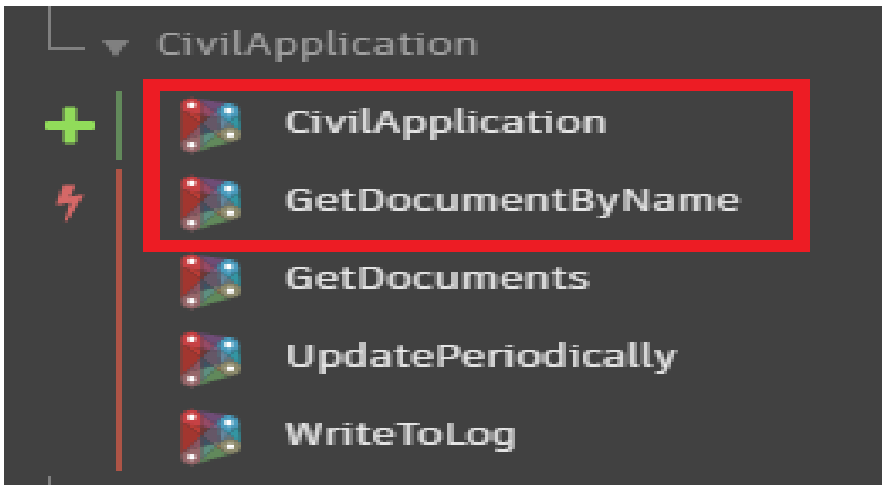 CivilApplication
CivilApplication
GetDocumentByName
GetDocuments
UpdatePeriodically
WriteToLog